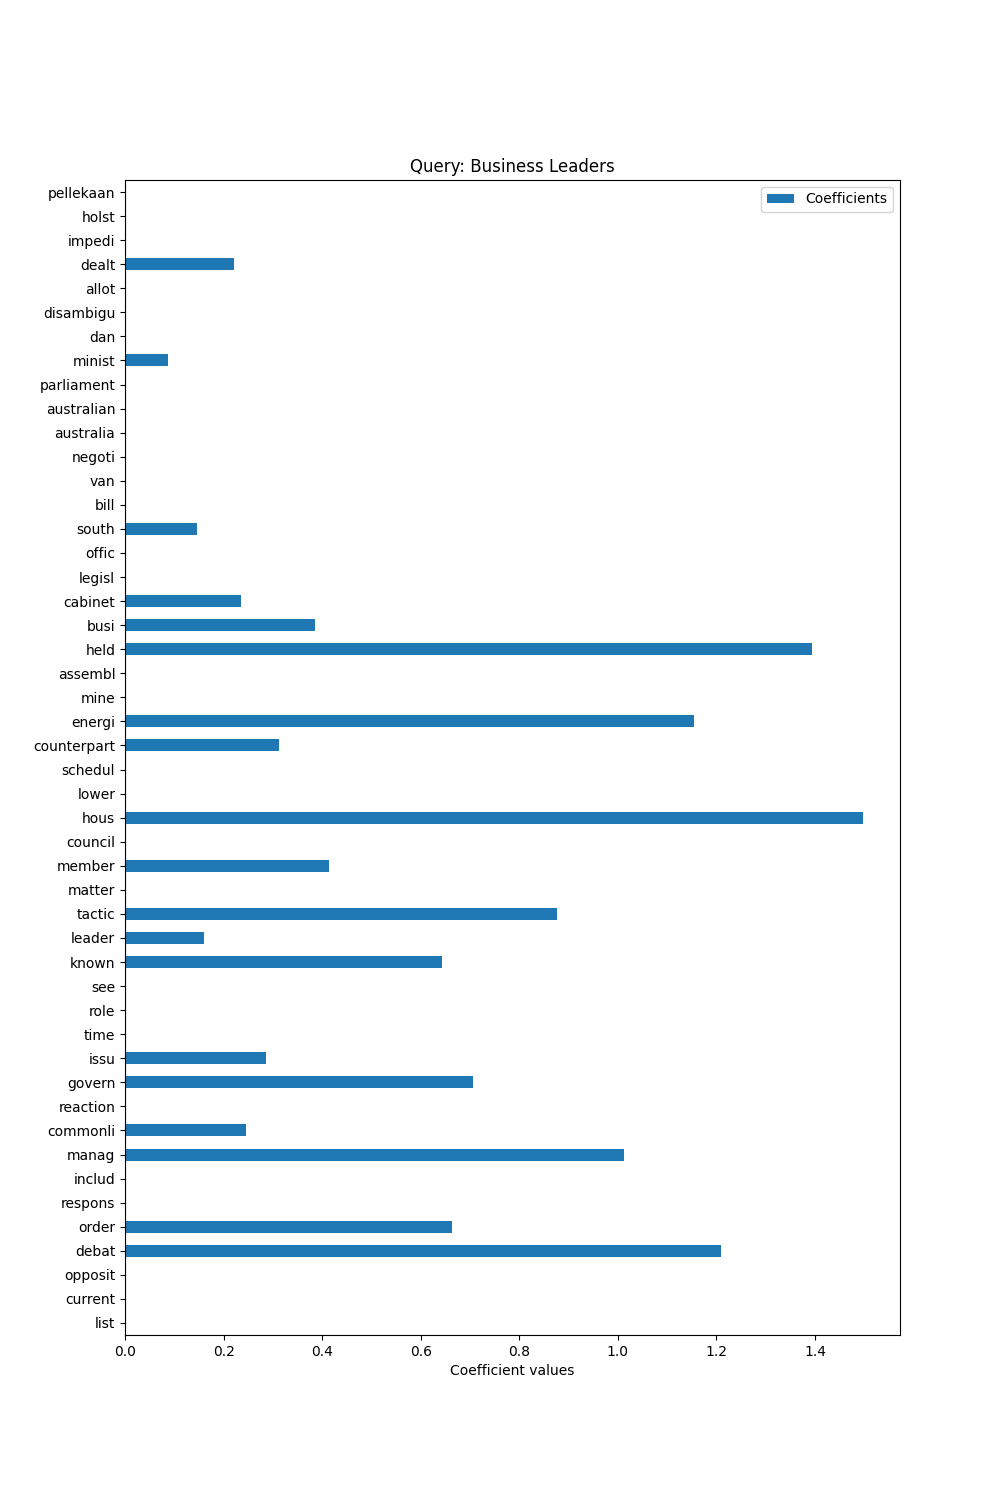 Query: Business Leaders
Coefficients
pellekaan
holst
impedi
dealt
allot
disambigu
dan
minist
parliament
australian
australia
negoti
van
bill
south
offic
legisl
cabinet
busi
held
assembl
mine
energi
counterpart
schedul
lower
hous
council
member
matter
tactic
leader
known
see
role
time
issu
govern
reaction
commonli
manag
includ
respons
order
debat
opposit
current
list
0.0 0.2 0.4 0.6 0.8 1.0 1.2 1.4
Coefficient values